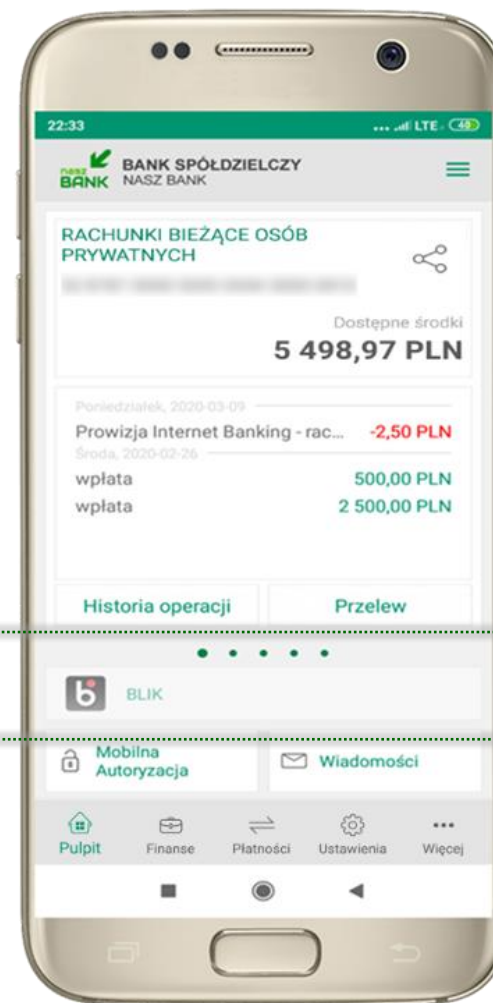 22:33
... LTE 40
nasz BANK
BANK SPÓŁDZIELCZY
NASZ BANK
RACHUNKI BIEŻĄCE OSÓB
PRYWATNYCH
Dostępne środki
5 498,97 PLN
Poniedziałek, 2020-03-09
Prowizja Internet Banking - rac... -2,50 PLN
Środa, 2020-02-26
wpłata 500,00 PLN
wpłata 2 500,00 PLN
Historia operacji Przelew
b BLIK
Mobilna
Autoryzacja
Wiadomości
Pulpit Finanse Płatności Ustawienia Więcej